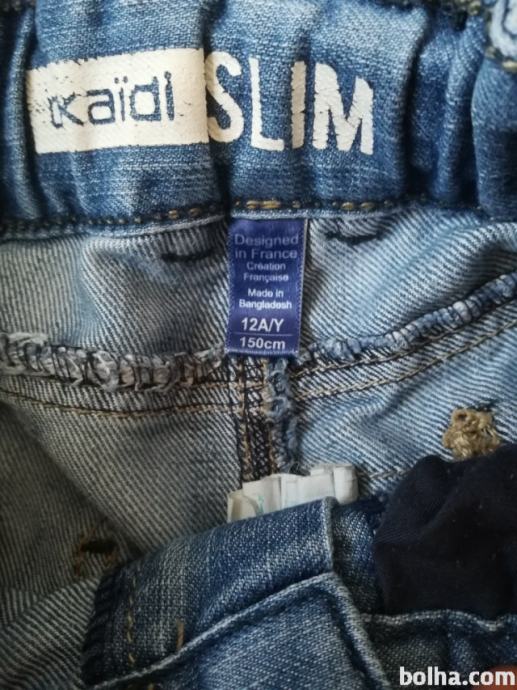 Kaïdi SLIM
Designed
in France
Création
Française
Made in
Bangladesh
12A/Y
150cm
bolha.com